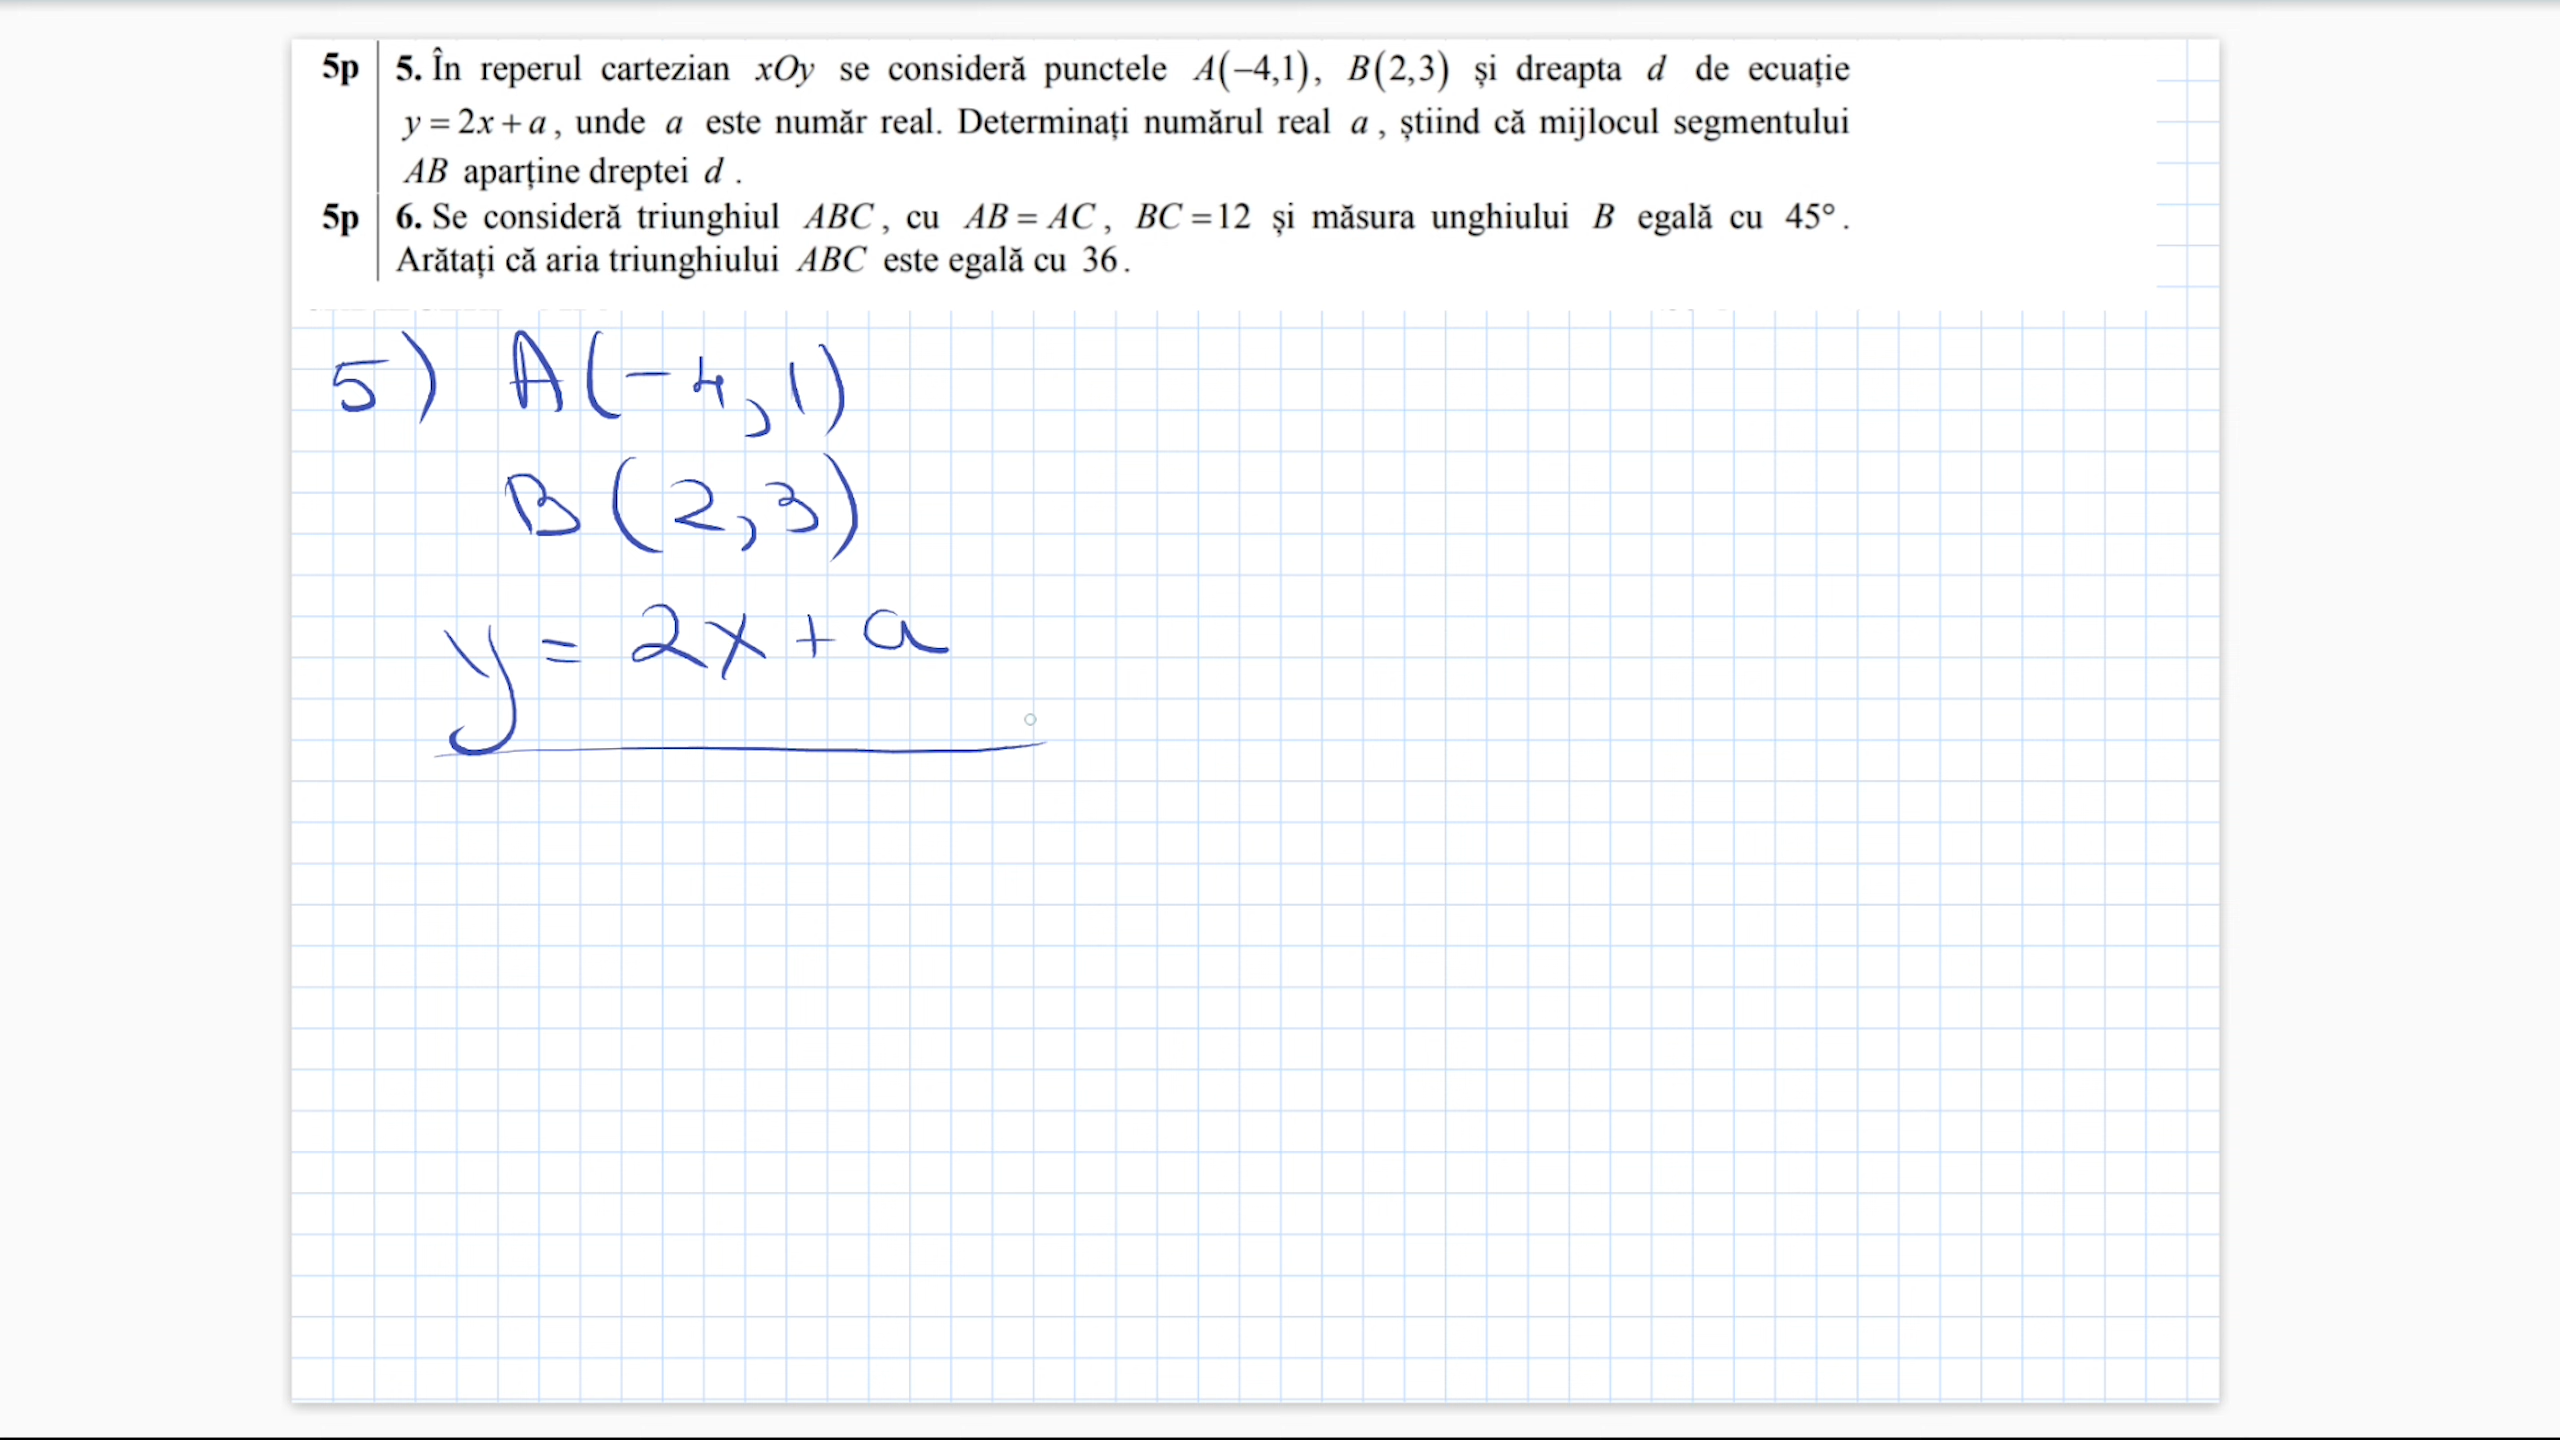 5p 5. În reperul cartezian xOy se consideră punctele A(−4,1), B(2,3) și dreapta d de ecuație
y = 2x + a, unde a este număr real. Determinați numărul real a, știind că mijlocul segmentului
AB aparține dreptei d.
5p 6. Se consideră triunghiul ABC, cu AB = AC, BC = 12 și măsura unghiului B egală cu 45°.
Arătați că aria triunghiului ABC este egală cu 36.
5) A(-4,1)
B(2,3)
y = 2x + a